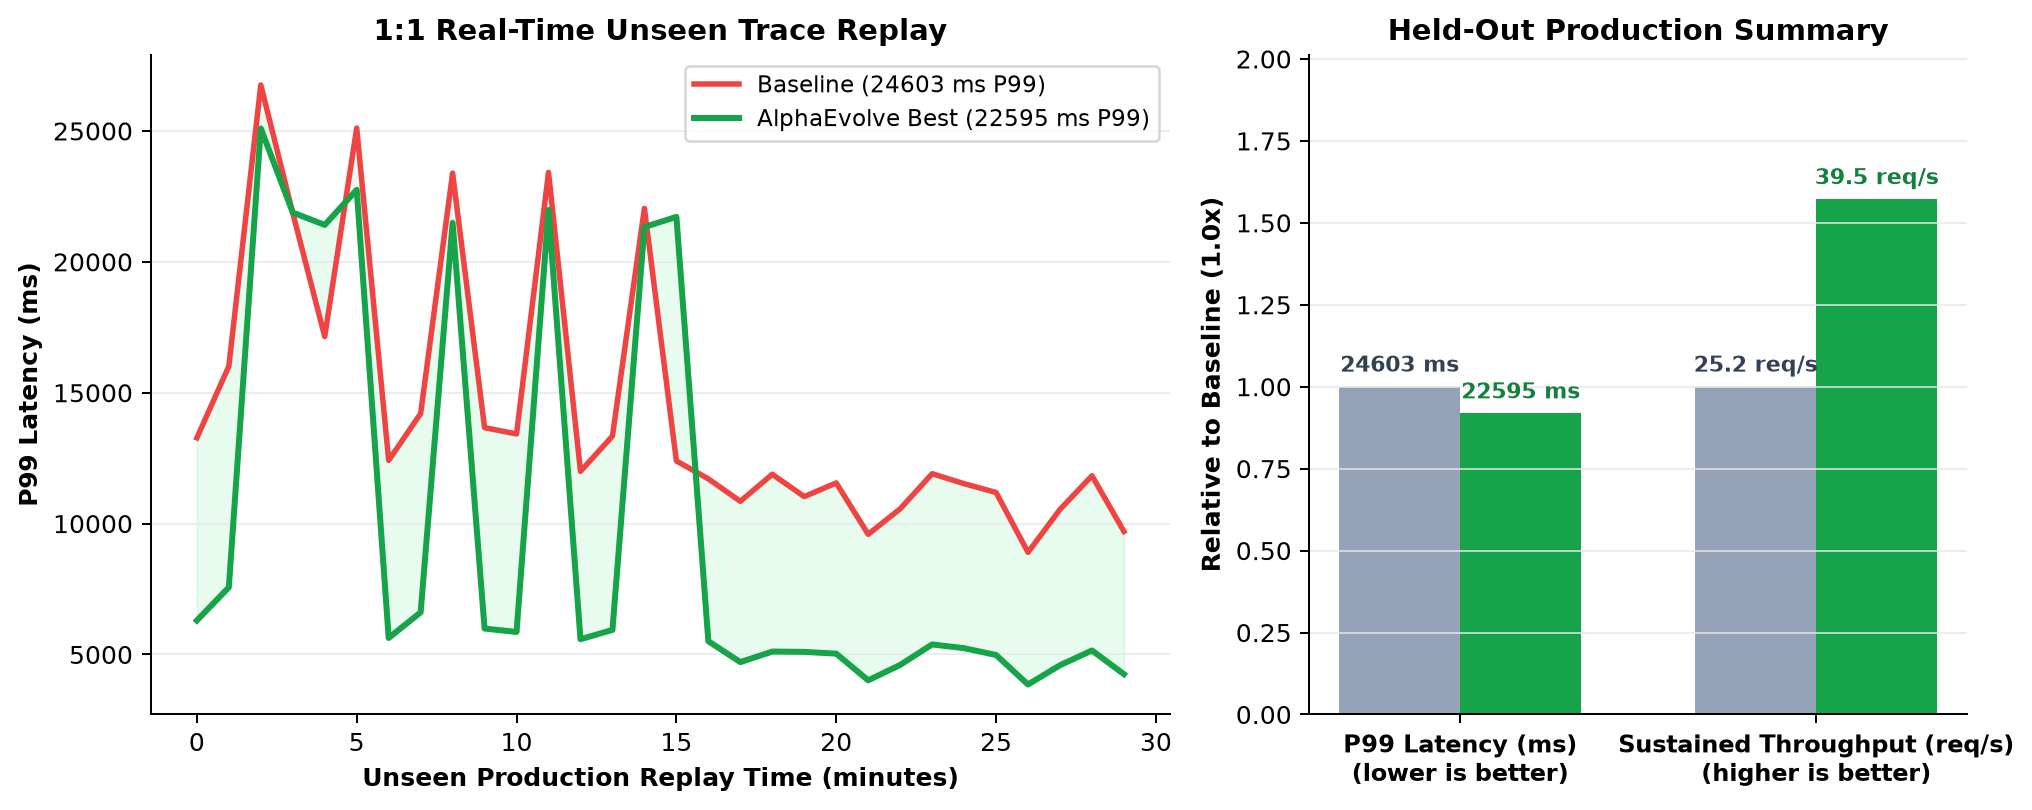 1:1 Real-Time Unseen Trace Replay
Baseline (24603 ms P99)
AlphaEvolve Best (22595 ms P99)
P99 Latency (ms)
25000
20000
15000
10000
5000
0
5
10
15
20
25
30
Unseen Production Replay Time (minutes)
Held-Out Production Summary
Relative to Baseline (1.0x)
2.00
1.75
1.50
1.25
1.00
0.75
0.50
0.25
0.00
24603 ms
22595 ms
25.2 req/s
39.5 req/s
P99 Latency (ms)
(lower is better)
Sustained Throughput (req/s)
(higher is better)